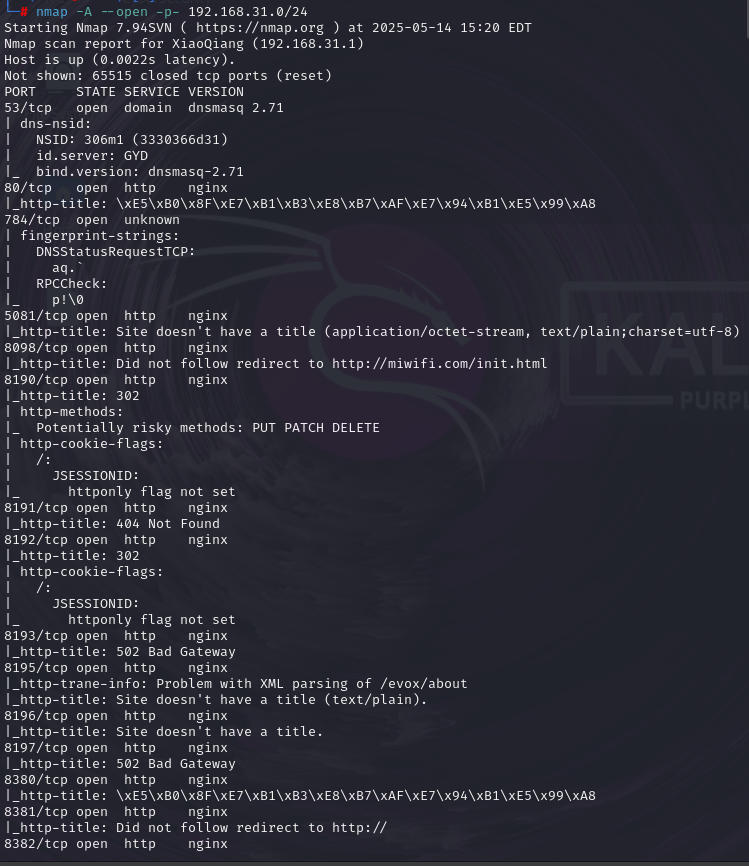 └─# nmap -A --open -p- 192.168.31.0/24
Starting Nmap 7.94SVN ( https://nmap.org ) at 2025-05-14 15:20 EDT
Nmap scan report for XiaoQiang (192.168.31.1)
Host is up (0.0022s latency).
Not shown: 65515 closed tcp ports (reset)
PORT     STATE SERVICE VERSION
53/tcp   open  domain  dnsmasq 2.71
| dns-nsid:
|   NSID: 306m1 (3330366d31)
|   id.server: GYD
|_  bind.version: dnsmasq-2.71
80/tcp   open  http    nginx
|_http-title: \xE5\xB0\x8F\xE7\xB1\xB3\xE8\xB7\xAF\xE7\x94\xB1\xE5\x99\xA8
784/tcp  open  unknown
| fingerprint-strings:
|   DNSStatusRequestTCP:
|     aq.`
|   RPCCheck:
|_    p!\0
5081/tcp open  http    nginx
|_http-title: Site doesn't have a title (application/octet-stream, text/plain;charset=utf-8)
8098/tcp open  http    nginx
|_http-title: Did not follow redirect to http://miwifi.com/init.html
8190/tcp open  http    nginx
|_http-title: 302
| http-methods:
|_  Potentially risky methods: PUT PATCH DELETE
| http-cookie-flags:
|   /:
|     JSESSIONID:
|_      httponly flag not set
8191/tcp open  http    nginx
|_http-title: 404 Not Found
8192/tcp open  http    nginx
|_http-title: 302
| http-cookie-flags:
|   /:
|     JSESSIONID:
|_      httponly flag not set
8193/tcp open  http    nginx
|_http-title: 502 Bad Gateway
8195/tcp open  http    nginx
|_http-trane-info: Problem with XML parsing of /evox/about
|_http-title: Site doesn't have a title (text/plain).
8196/tcp open  http    nginx
|_http-title: Site doesn't have a title.
8197/tcp open  http    nginx
|_http-title: 502 Bad Gateway
8380/tcp open  http    nginx
|_http-title: \xE5\xB0\x8F\xE7\xB1\xB3\xE8\xB7\xAF\xE7\x94\xB1\xE5\x99\xA8
8381/tcp open  http    nginx
|_http-title: Did not follow redirect to http://
8382/tcp open  http    nginx
KAL
PURPL